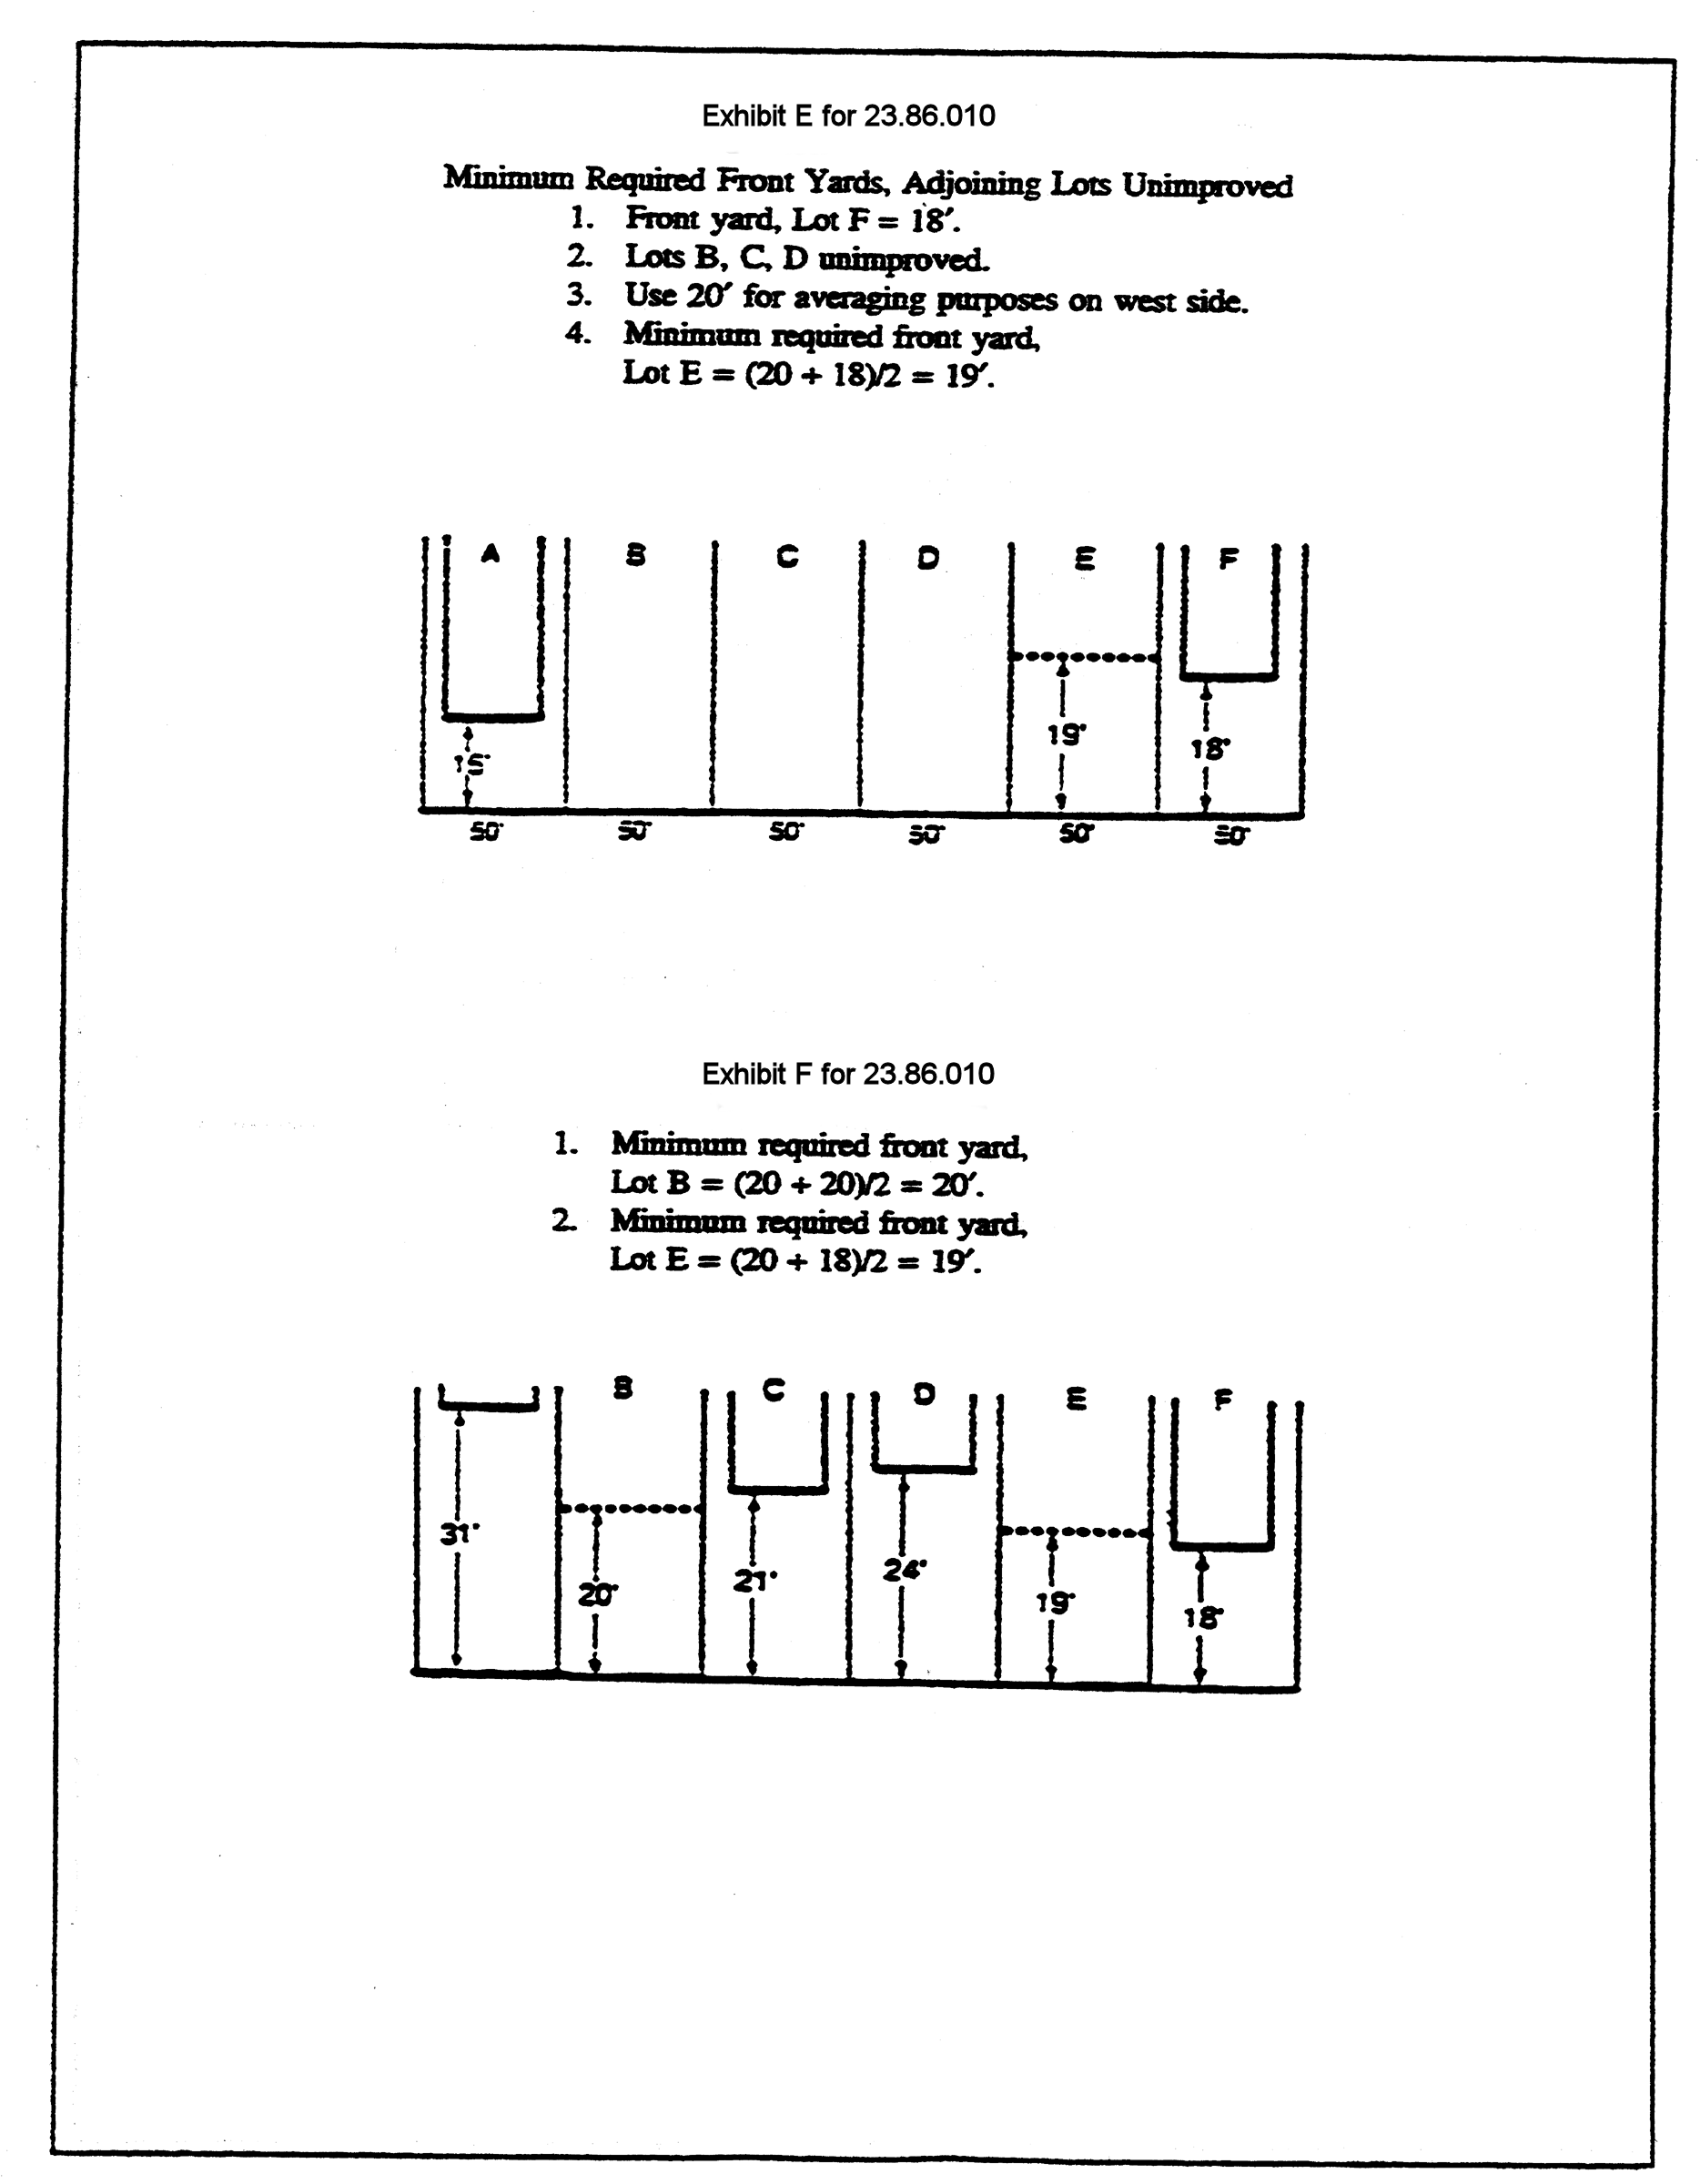 Exhibit E for 23.86.010
Minimum Required Front Yards, Adjoining Lots Unimproved
1. Front yard, Lot F = 18′.
2. Lots B, C, D unimproved.
3. Use 20′ for averaging purposes on west side.
4. Minimum required front yard,
Lot E = (20 + 18)/2 = 19′.
A B C D E F
15' 19' 18'
50' 50' 50' 50' 50' 50'
Exhibit F for 23.86.010
1. Minimum required front yard,
Lot B = (20 + 20)/2 = 20′.
2. Minimum required front yard,
Lot E = (20 + 18)/2 = 19′.
B C D E F
31' 20' 21' 24' 19' 18'